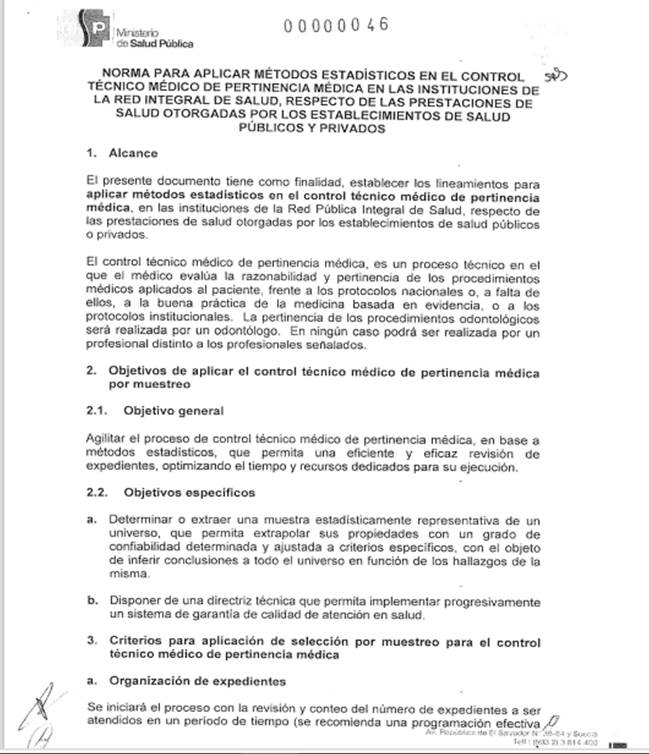 Ministerio
de Salud Pública
00000046
NORMA PARA APLICAR MÉTODOS ESTADÍSTICOS EN EL CONTROL
TÉCNICO MÉDICO DE PERTINENCIA MÉDICA EN LAS INSTITUCIONES DE
LA RED INTEGRAL DE SALUD, RESPECTO DE LAS PRESTACIONES DE
SALUD OTORGADAS POR LOS ESTABLECIMIENTOS DE SALUD
PÚBLICOS Y PRIVADOS
1. Alcance
El presente documento tiene como finalidad, establecer los lineamientos para
aplicar métodos estadísticos en el control técnico médico de pertinencia
médica, en las instituciones de la Red Pública Integral de Salud, respecto de
las prestaciones de salud otorgadas por los establecimientos de salud públicos
o privados.
El control técnico médico de pertinencia médica, es un proceso técnico en el
que el médico evalúa la razonabilidad y pertinencia de los procedimientos
médicos aplicados al paciente, frente a los protocolos nacionales o, a falta de
ellos, a la buena práctica de la medicina basada en evidencia, o a los
protocolos institucionales. La pertinencia de los procedimientos odontológicos
será realizada por un odontólogo. En ningún caso podrá ser realizada por un
profesional distinto a los profesionales señalados.
2. Objetivos de aplicar el control técnico médico de pertinencia médica
por muestreo
2.1. Objetivo general
Agilitar el proceso de control técnico médico de pertinencia médica, en base a
métodos estadísticos, que permita una eficiente y eficaz revisión de
expedientes, optimizando el tiempo y recursos dedicados para su ejecución.
2.2. Objetivos específicos
a. Determinar o extraer una muestra estadísticamente representativa de un
universo, que permita extrapolar sus propiedades con un grado de
confiabilidad determinada y ajustada a criterios específicos, con el objeto
de inferir conclusiones a todo el universo en función de los hallazgos de la
misma.
b. Disponer de una directriz técnica que permita implementar progresivamente
un sistema de garantía de calidad de atención en salud.
3. Criterios para aplicación de selección por muestreo para el control
técnico médico de pertinencia médica
a. Organización de expedientes
Se iniciará el proceso con la revisión y conteo del número de expedientes a ser
atendidos en un periodo de tiempo (se recomienda una programación efectiva
Av. República de El Salvador N° 36-64 y Suecia